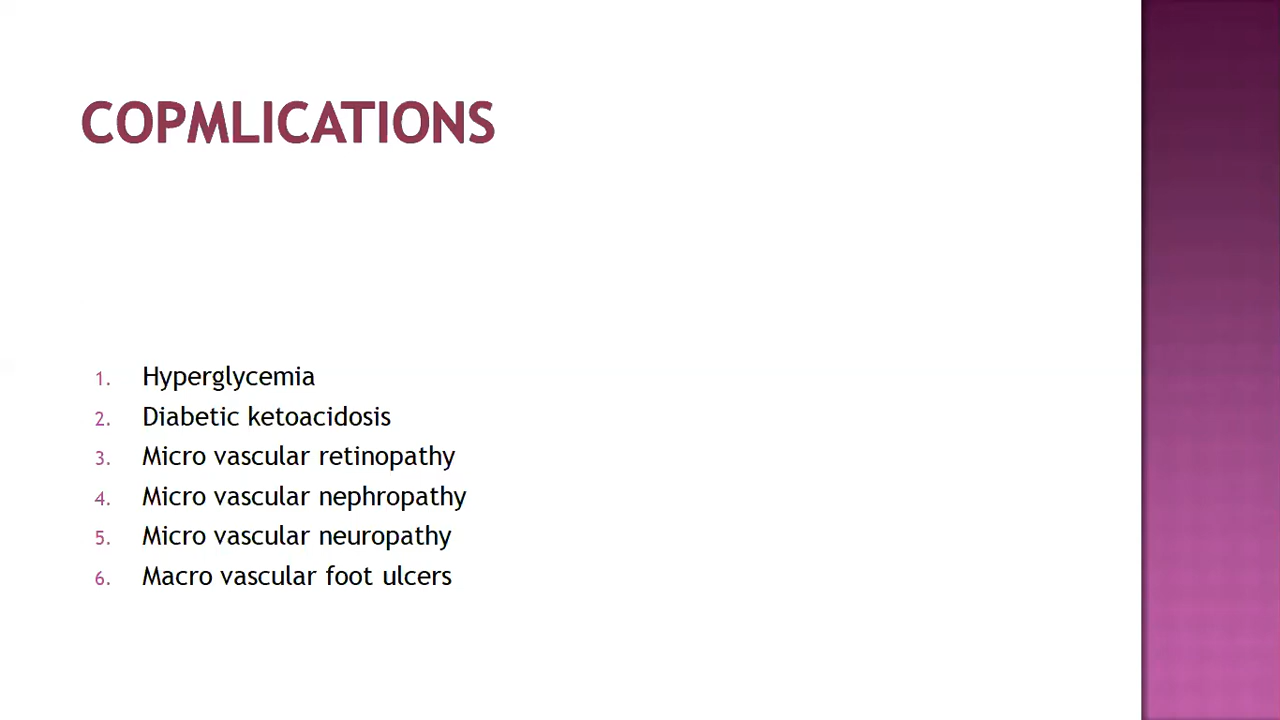 COPMLICATIONS
1. Hyperglycemia
2. Diabetic ketoacidosis
3. Micro vascular retinopathy
4. Micro vascular nephropathy
5. Micro vascular neuropathy
6. Macro vascular foot ulcers